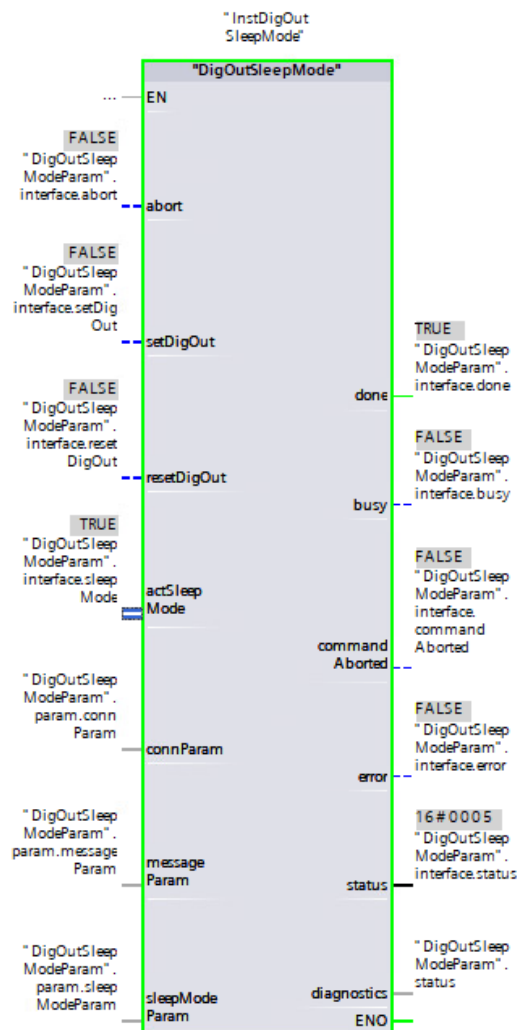 "InstDigOut
SleepMode"
"DigOutSleepMode"
...
EN
FALSE
"DigOutSleep
ModeParam".
interface.abort
abort
FALSE
"DigOutSleep
ModeParam".
interface.setDig
Out
setDigOut
FALSE
"DigOutSleep
ModeParam".
interface.reset
DigOut
resetDigOut
TRUE
"DigOutSleep
ModeParam".
interface.sleep
Mode
actSleep
Mode
"DigOutSleep
ModeParam".
param.conn
Param
connParam
"DigOutSleep
ModeParam".
param.message
Param
message
Param
"DigOutSleep
ModeParam".
param.sleep
ModeParam
sleepMode
Param
done
TRUE
"DigOutSleep
ModeParam".
interface.done
busy
FALSE
"DigOutSleep
ModeParam".
interface.busy
command
Aborted
FALSE
"DigOutSleep
ModeParam".
interface.
command
Aborted
error
FALSE
"DigOutSleep
ModeParam".
interface.error
status
16#0005
"DigOutSleep
ModeParam".
interface.status
diagnostics
"DigOutSleep
ModeParam".
status
ENO